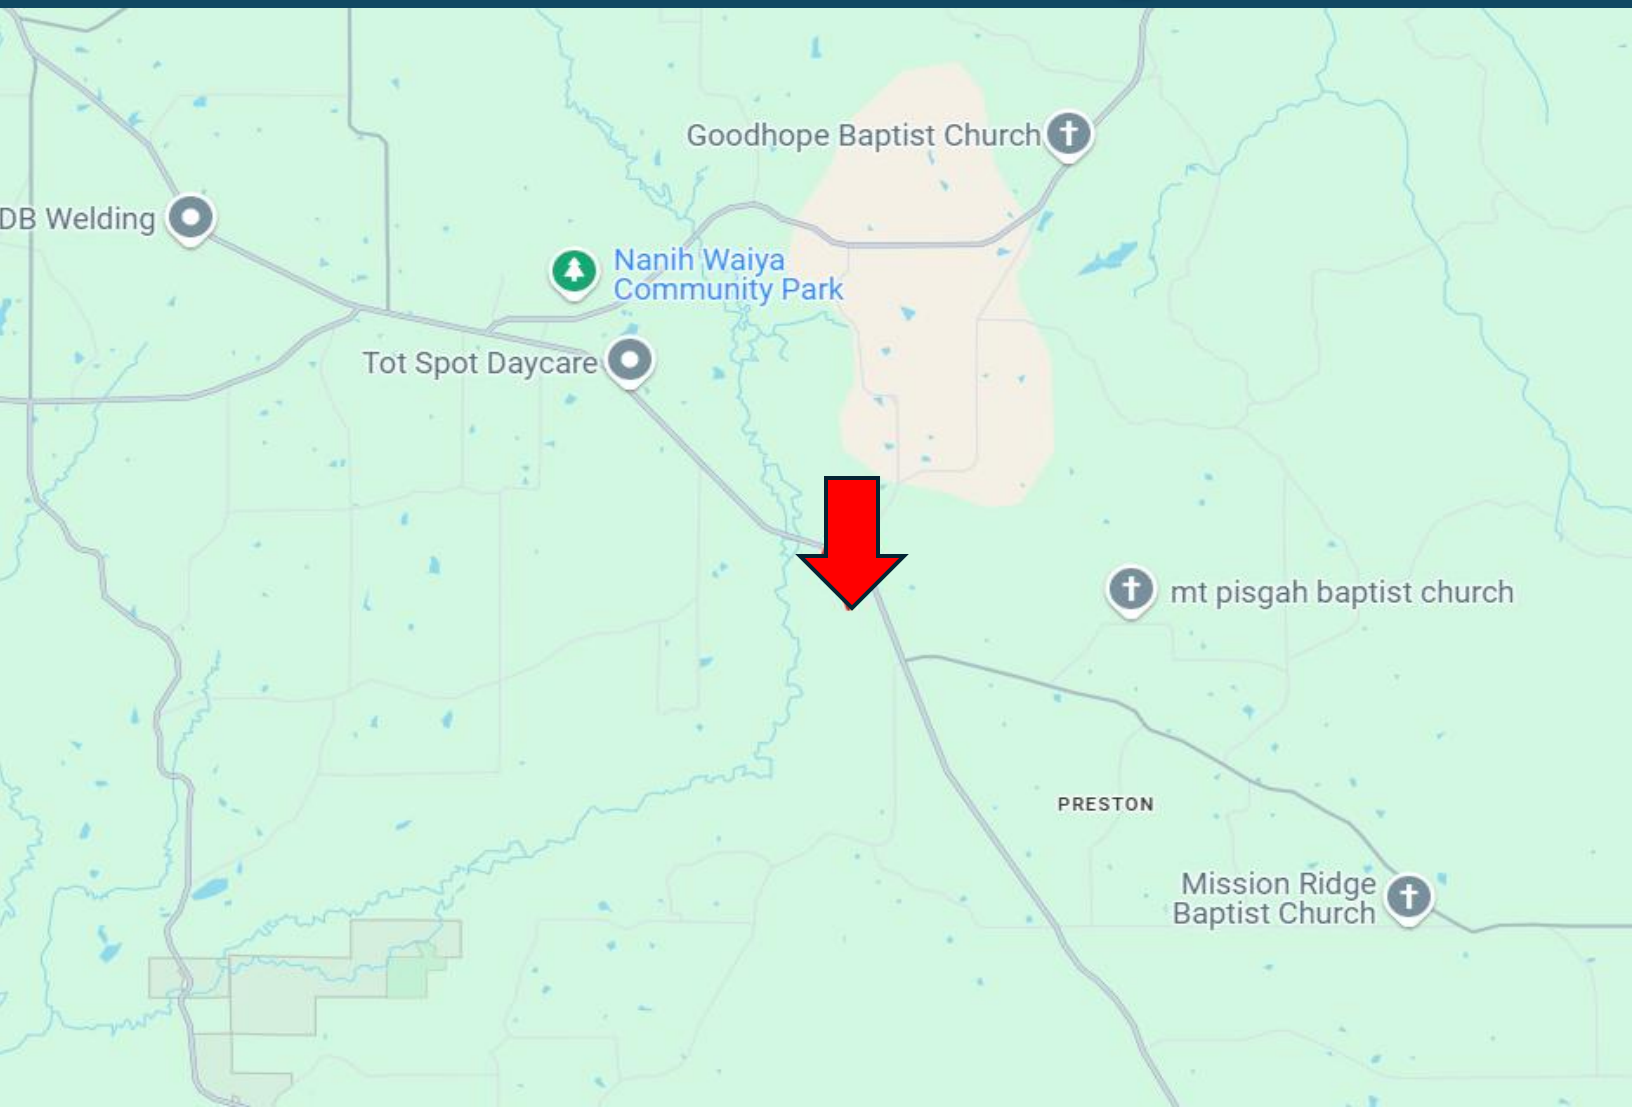 Goodhope Baptist Church
DB Welding
Nanih Waiya
Community Park
Tot Spot Daycare
mt pisgah baptist church
PRESTON
Mission Ridge
Baptist Church